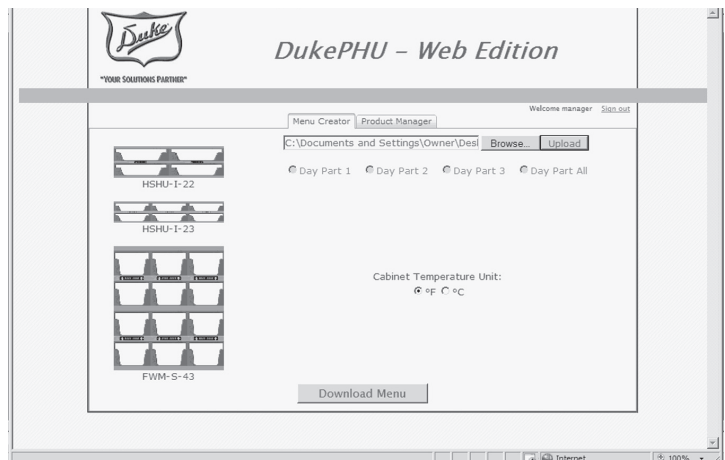 Duke
"YOUR SOLUTIONS PARTNER"
DukePHU – Web Edition
Welcome manager Sign out
Menu Creator Product Manager
C:\Documents and Settings\Owner\Desl Browse... Upload
Day Part 1 Day Part 2 Day Part 3 Day Part All
HSHU-I-22
HSHU-I-23
Cabinet Temperature Unit:
°F °C
FWM-S-43
Download Menu
Internet 100%